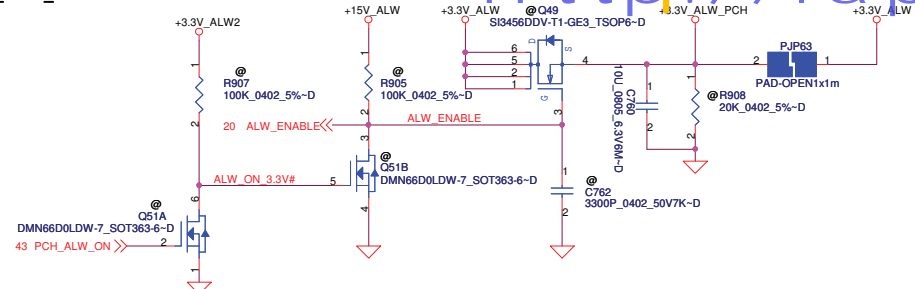 +3.3V_ALW2
+15V_ALW
+3.3V_ALW
@Q49
SI3456DDV-T1-GE3_TSOP6~D
+3.3V_ALW_PCH
+3.3V_ALW
PJP63
PAD-OPEN1x1m
2
1
D
S
G
6
5
2
1
4
3
1
@
R907
100K_0402_5%~D
2
1
@
R905
100K_0402_5%~D
2
20 ALW_ENABLE
ALW_ENABLE
10U_0805_6.3V6M~D
C760
1
2
1
@R908
20K_0402_5%~D
2
3
@
Q51B
DMN66D0LDW-7_SOT363-6~D
5
4
ALW_ON_3.3V#
1
@
C762
3300P_0402_50V7K~D
2
6
@
Q51A
DMN66D0LDW-7_SOT363-6~D
43 PCH_ALW_ON
2
1